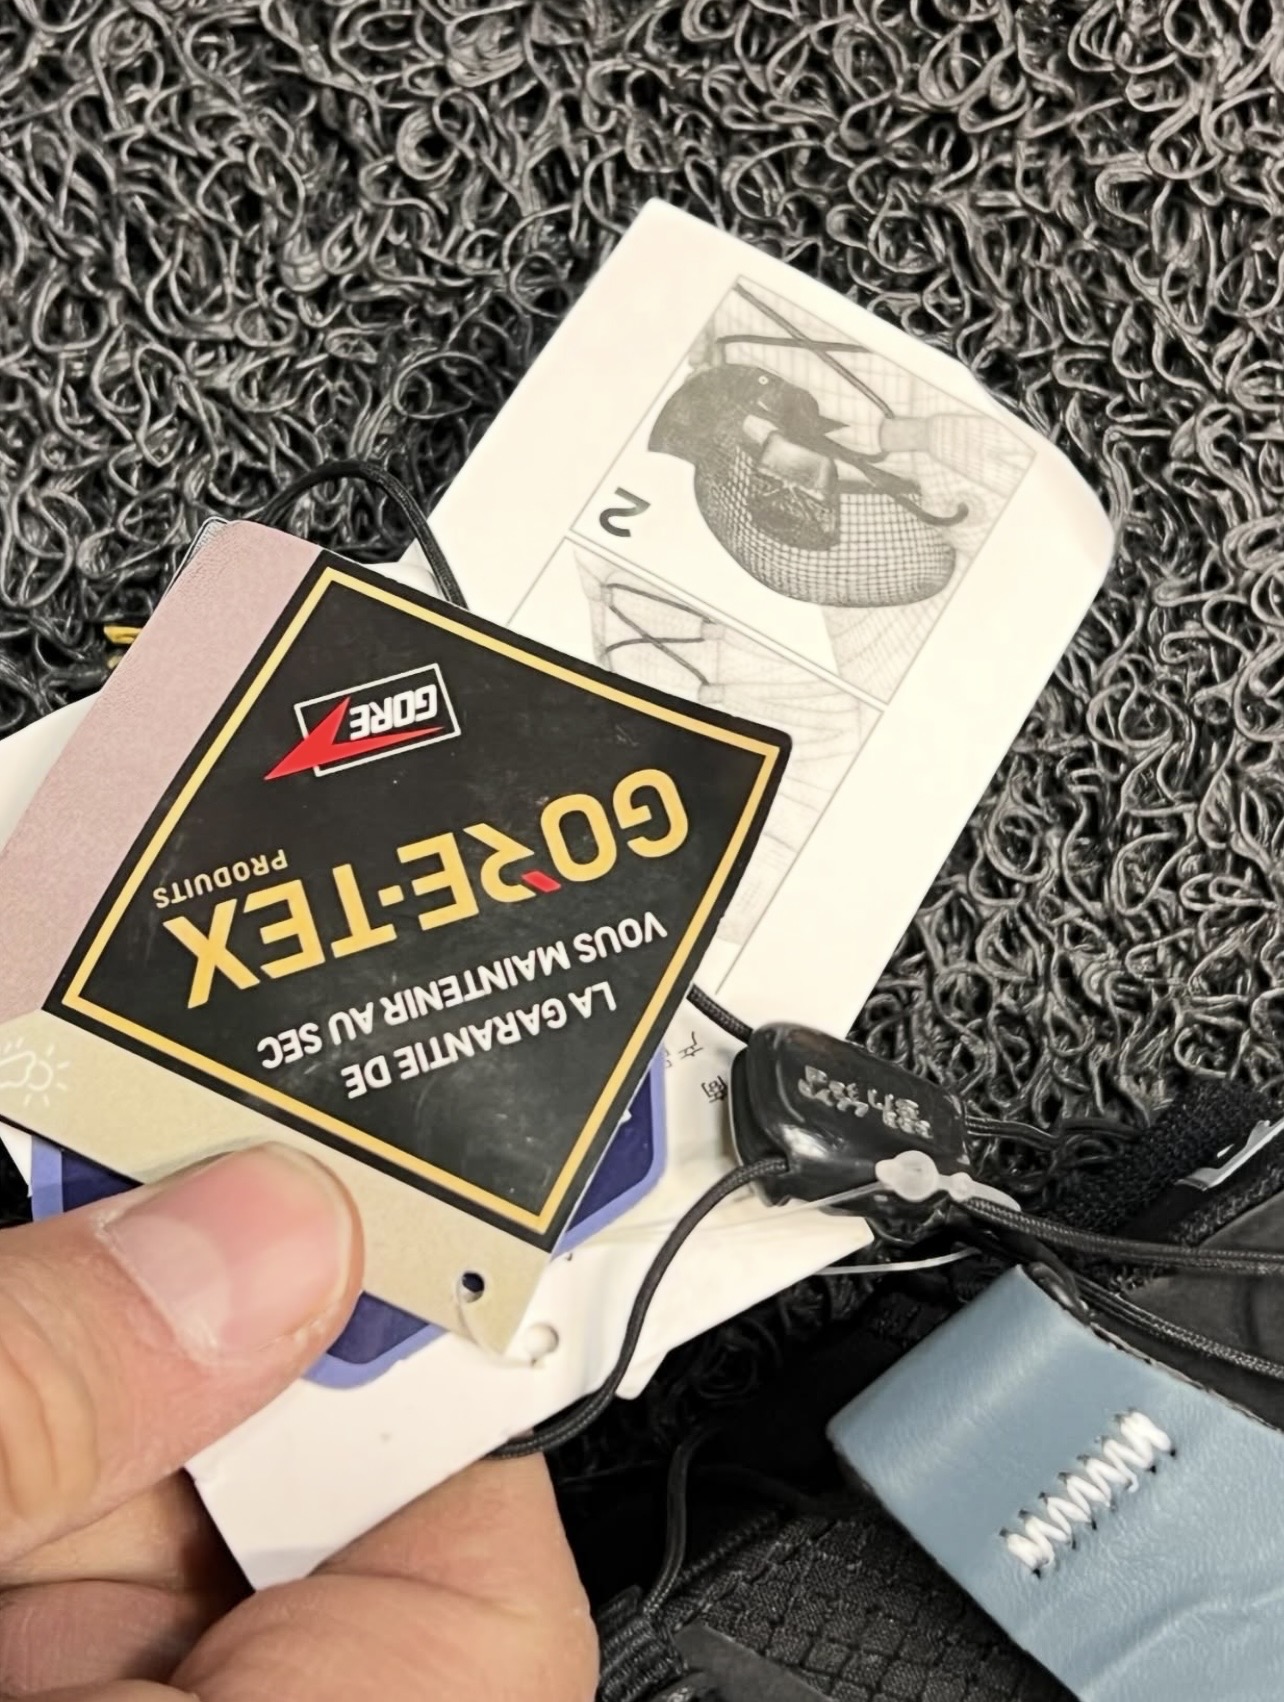 GORE
GORE-TEX
PRODUITS
LA GARANTIE DE
VOUS MAINTENIR AU SEC
2